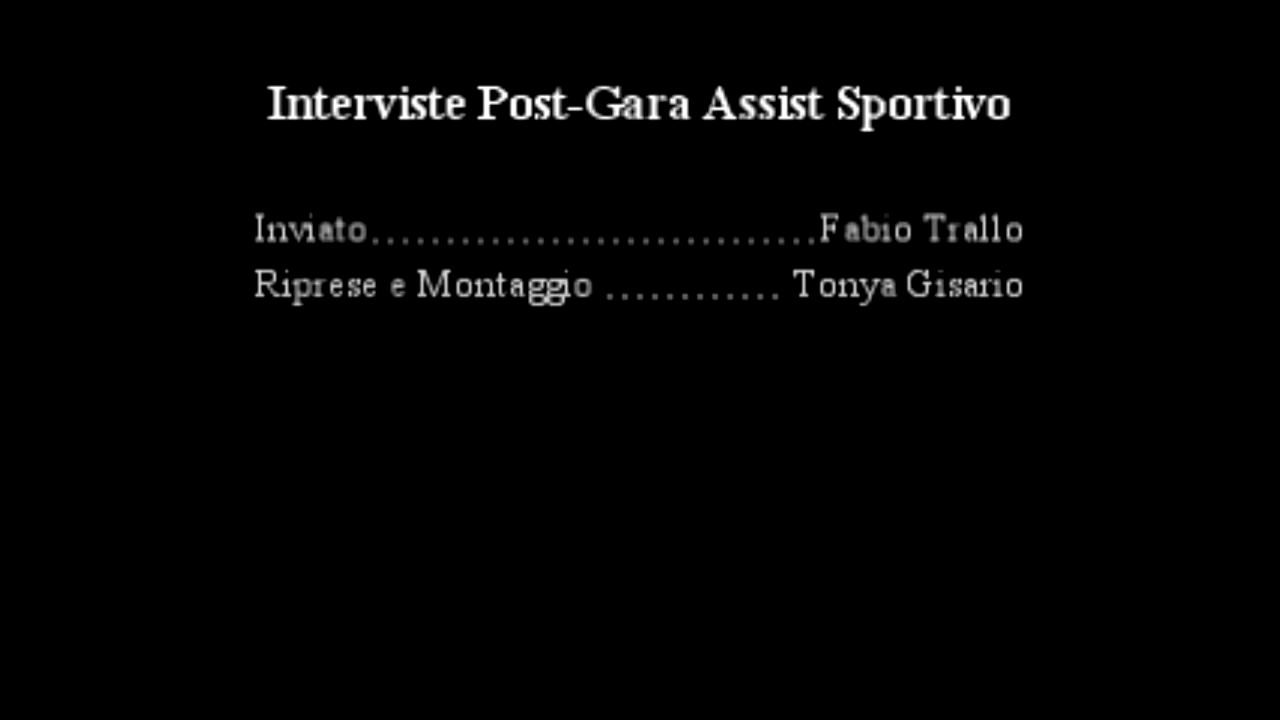 Interviste Post-Gara Assist Sportivo
Inviato..............................Fabio Trallo
Riprese e Montaggio ............ Tonya Gisario